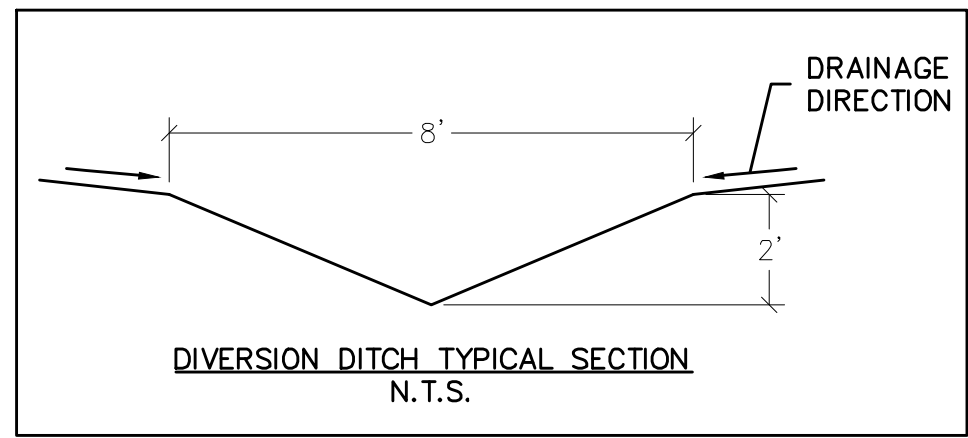 DRAINAGE
DIRECTION
8'
2'
DIVERSION DITCH TYPICAL SECTION
N.T.S.